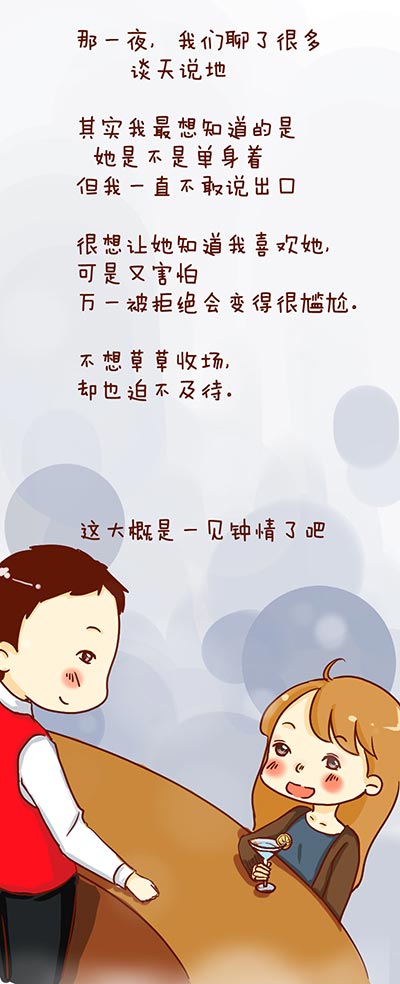 那一夜, 我们聊了很多
谈天说地
其实我最想知道的是
她是不是单身着
但我一直不敢说出口
很想让她知道我喜欢她,
可是又害怕
万一被拒绝会变得很尴尬。
不想草草收场,
却也迫不及待。
这大概是一见钟情了吧